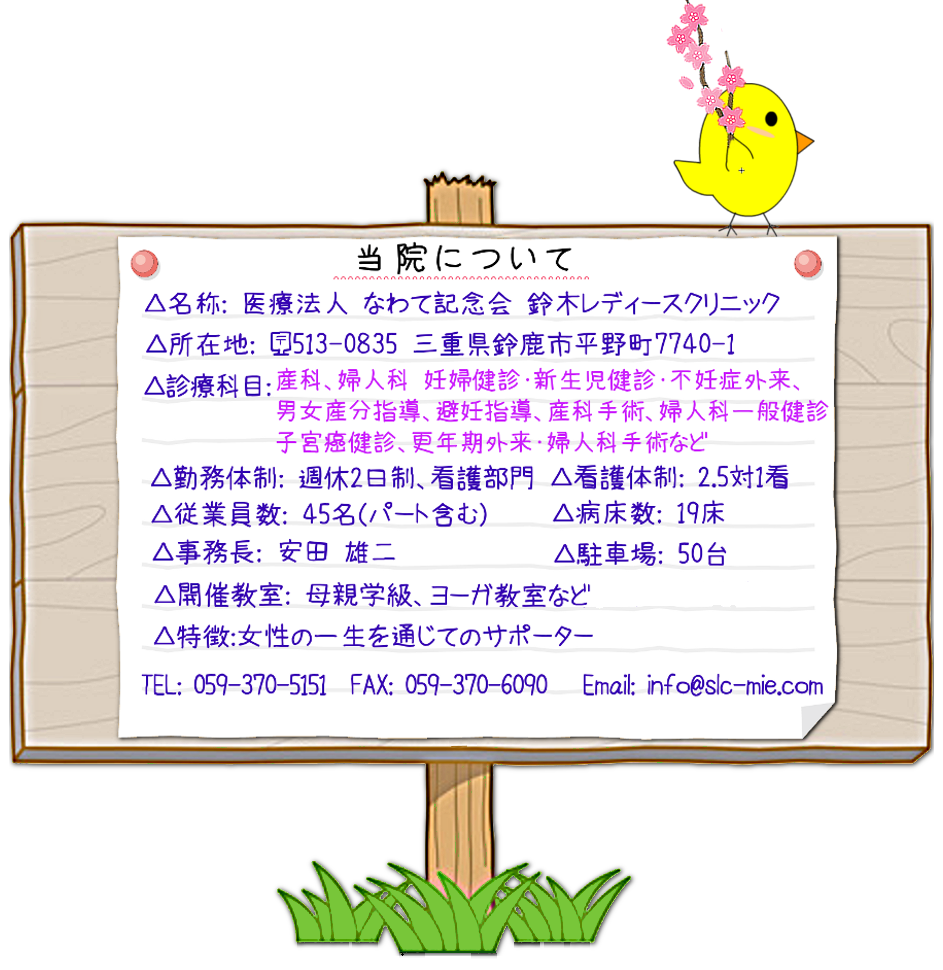 当院について
△名称: 医療法人 なわて記念会 鈴木レディースクリニック
△所在地: 〠513-0835 三重県鈴鹿市平野町7740-1
△診療科目:産科、婦人科 妊婦健診・新生児健診・不妊症外来、
男女産分指導、避妊指導、産科手術、婦人科一般健診
子宮癌健診、更年期外来・婦人科手術など
△勤務体制: 週休2日制、看護部門 △看護体制: 2.5対1看
△従業員数: 45名(パート含む) △病床数: 19床
△事務長: 安田 雄二 △駐車場: 50台
△開催教室: 母親学級、ヨーガ教室など
△特徴:女性の一生を通じてのサポーター
TEL: 059-370-5151 FAX: 059-370-6090 Email: info@slc-mie.com